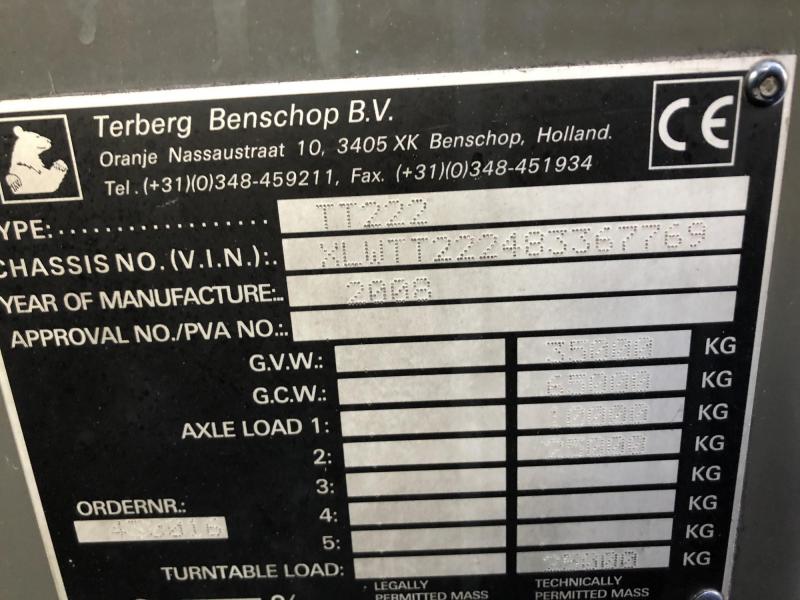 Terberg Benschop B.V.
Oranje Nassaustraat 10, 3405 XK Benschop, Holland.
Tel. (+31)(0)348-459211, Fax. (+31)(0)348-451934
CE
YPE:.................. TT222
CHASSIS NO. (V.I.N.):. XLWTT222483367769
YEAR OF MANUFACTURE:.. 2008
APPROVAL NO./PVA NO.:.
G.V.W.: 35000 KG
G.C.W.: 65000 KG
AXLE LOAD 1: 10000 KG
2: 25000 KG
3: KG
ORDERNR.: 4: KG
5: KG
TURNTABLE LOAD: KG
LEGALLY TECHNICALLY
PERMITTED MASS PERMITTED MASS